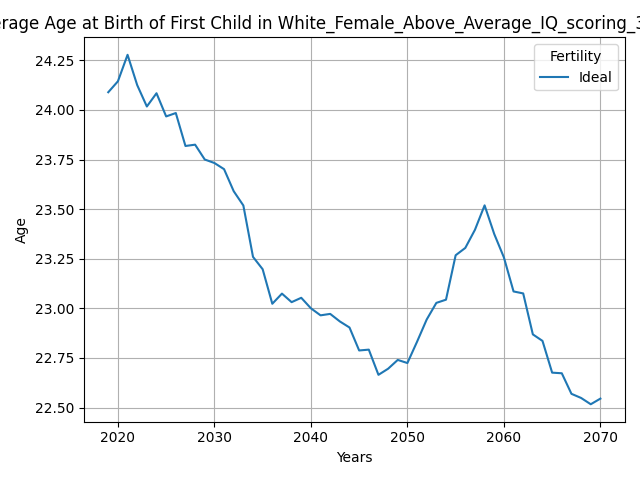 erage Age at Birth of First Child in White_Female_Above_Average_IQ_scoring_3
Fertility
Ideal
24.25
24.00
23.75
23.50
23.25
23.00
22.75
22.50
Age
2020 2030 2040 2050 2060 2070
Years